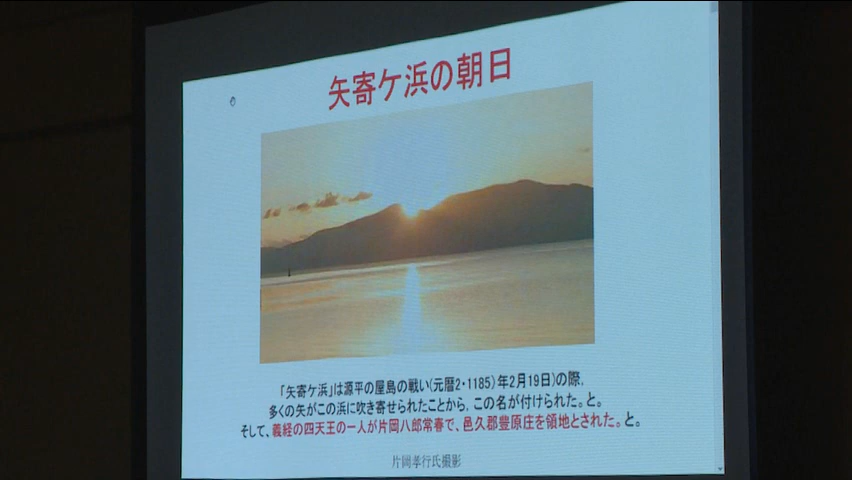 矢寄ケ浜の朝日
「矢寄ケ浜」は源平の屋島の戦い(元暦2・1185)年2月19日)の際,
多くの矢がこの浜に吹き寄せられたことから,この名が付けられた。と。
そして、義経の四天王の一人が片岡八郎常春で、邑久郡豊原庄を領地とされた。と。
片岡孝行氏撮影